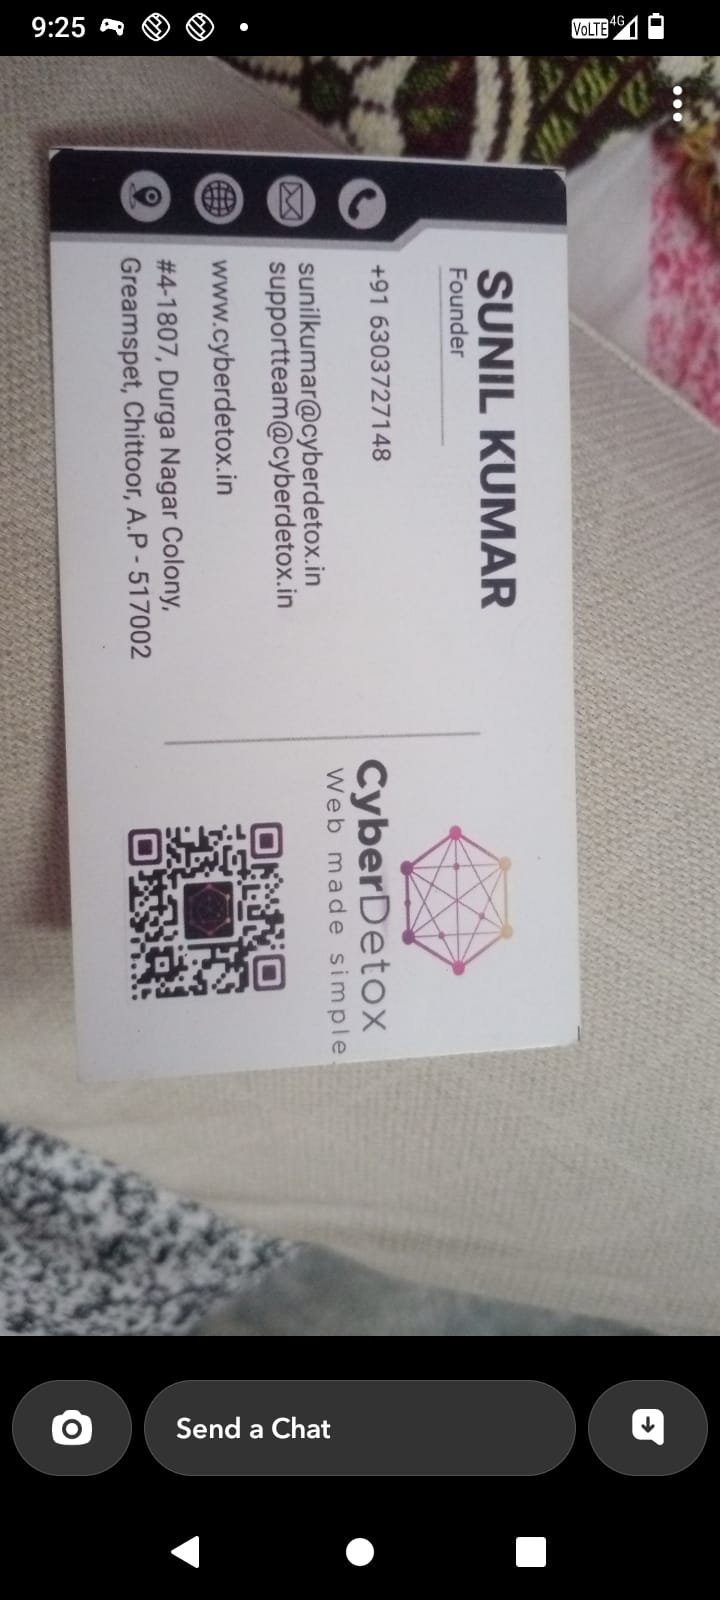 SUNIL KUMAR
Founder
+91 6303727148
sunilkumar@cyberdetox.in
supportteam@cyberdetox.in
www.cyberdetox.in
#4-1807, Durga Nagar Colony,
Greamspet, Chittoor, A.P - 517002
CyberDetox
Web made simple.
9:25
VoLTE 4G
Send a Chat